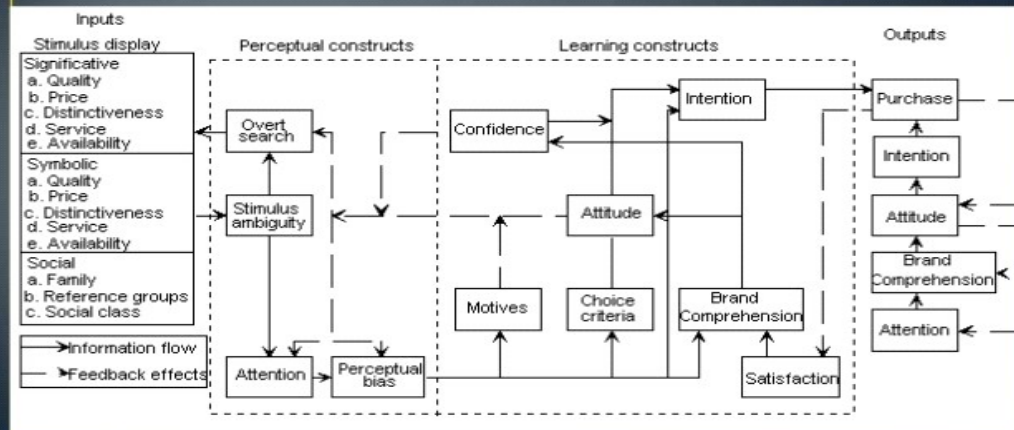 Inputs
Stimulus display
Significative
a. Quality
b. Price
c. Distinctiveness
d. Service
e. Availability
Symbolic
a. Quality
b. Price
c. Distinctiveness
d. Service
e. Availability
Social
a. Family
b. Reference groups
c. Social class
Information flow
Feedback effects
Perceptual constructs
Overt
search
Stimulus
ambiguity
Attention
Perceptual
bias
Learning constructs
Confidence
Intention
Attitude
Motives
Choice
criteria
Brand
Comprehension
Satisfaction
Outputs
Purchase
Intention
Attitude
Brand
Comprehension
Attention